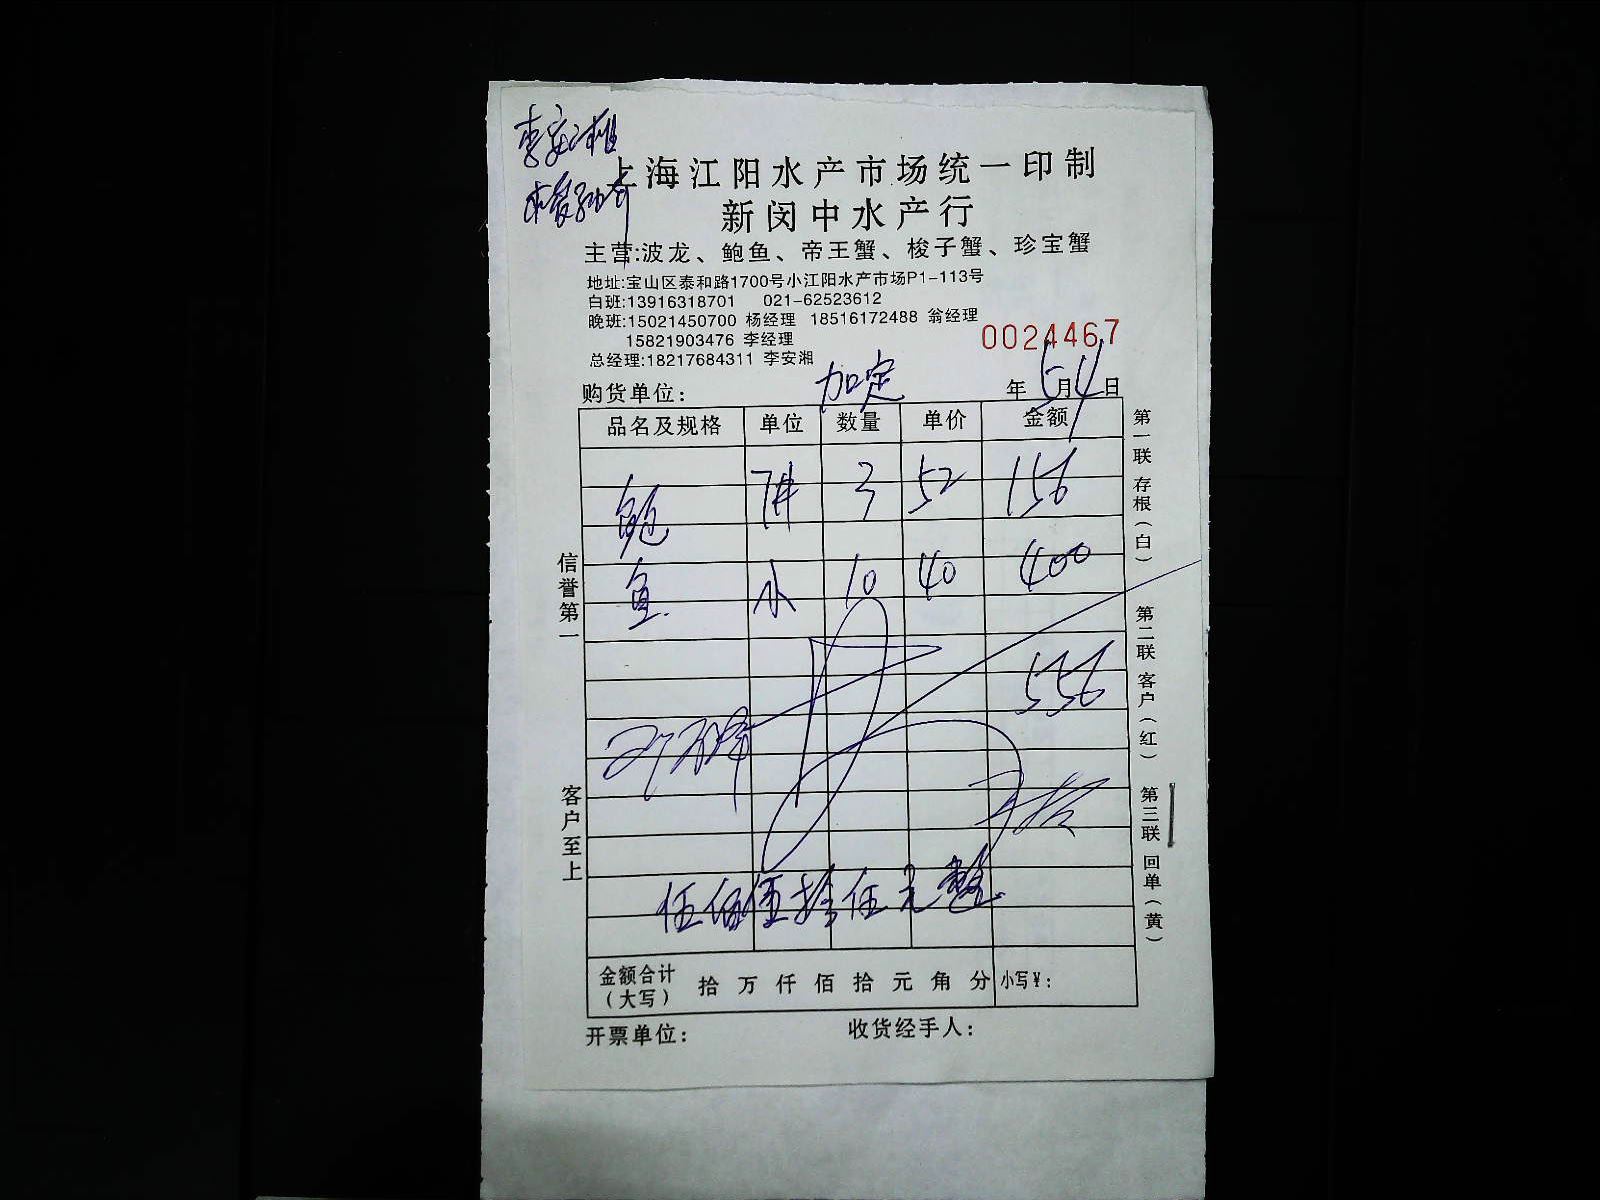 李安湘
上海江阳水产市场统一印制
新闵中水产行
主营:波龙、鲍鱼、帝王蟹、梭子蟹、珍宝蟹
地址:宝山区泰和路1700号小江阳水产市场P1-113号
白班:13916318701 021-62523612
晚班:15021450700 杨经理 18516172488 翁经理
15821903476 李经理
总经理:18217684311 李安湘
0024467
购货单位: 加定 年5月4日
品名及规格 单位 数量 单价 金额
鲍鱼
3 52 156
小 10 40 400
556
伍佰伍拾伍元整
金额合计(大写) 拾 万 仟 佰 拾 元 角 分 小写¥:
开票单位: 收货经手人:
信誉第一
客户至上
第一联 存根(白)
第二联 客户(红)
第三联 回单(黄)